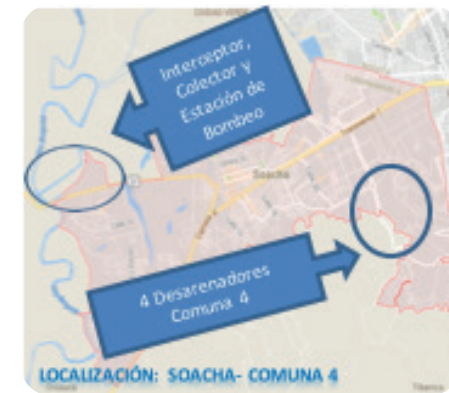 Interceptor,
Colector y
Estación de
Bombeo
Soacha
4 Desarenadores
Comuna 4
LOCALIZACIÓN: SOACHA- COMUNA 4